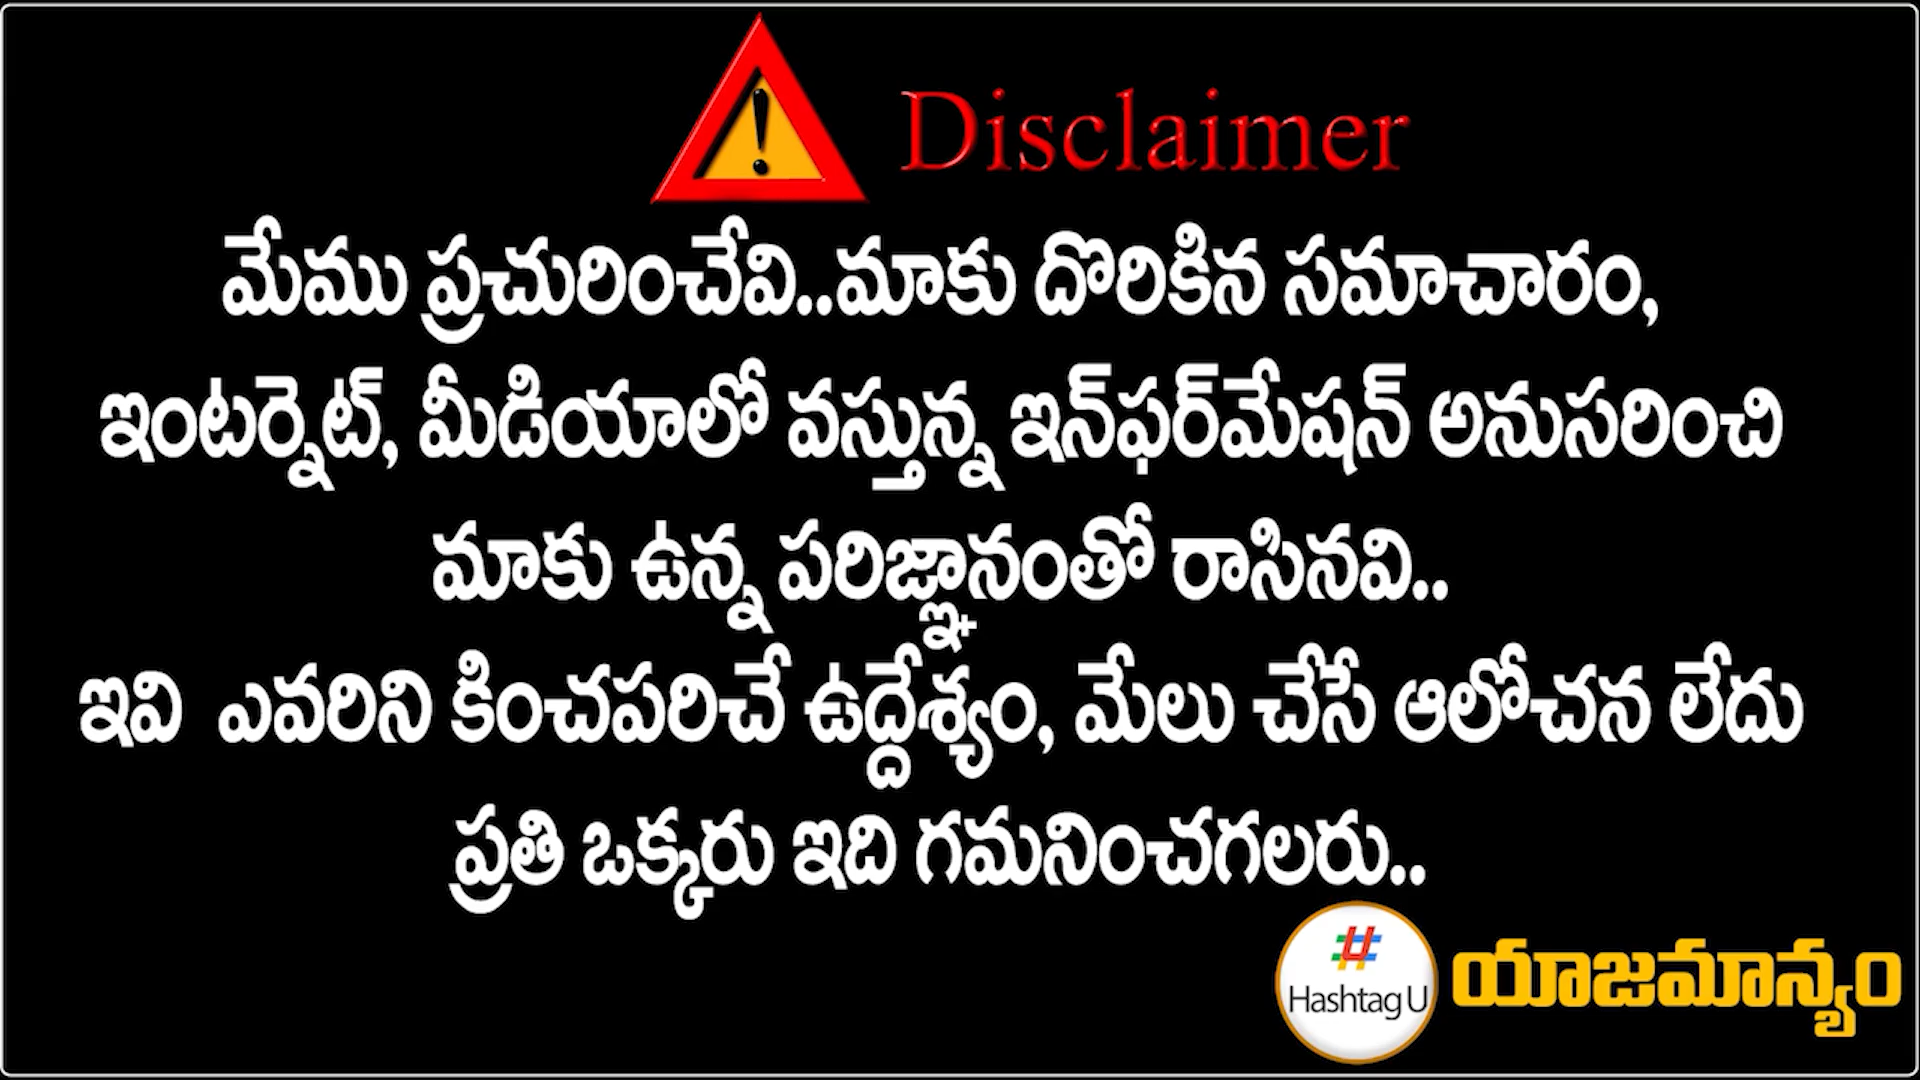 Disclaimer
మేము ప్రచురించేవి..మాకు దొరికిన సమాచారం,
ఇంటర్నెట్, మీడియాలో వస్తున్న ఇన్‌ఫర్‌మేషన్ అనుసరించి
మాకు ఉన్న పరిజ్ఞానంతో రాసినవి..
ఇవి ఎవరిని కించపరిచే ఉద్దేశ్యం, మేలు చేసే ఆలోచన లేదు
ప్రతి ఒక్కరు ఇది గమనించగలరు..
#
Hashtag U యాజమాన్యం